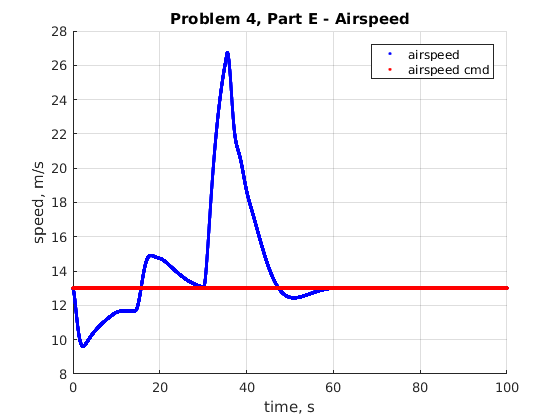 Problem 4, Part E - Airspeed
28
26
24
22
20
18
16
14
12
10
8
speed, m/s
airspeed
airspeed cmd
0 20 40 60 80 100
time, s